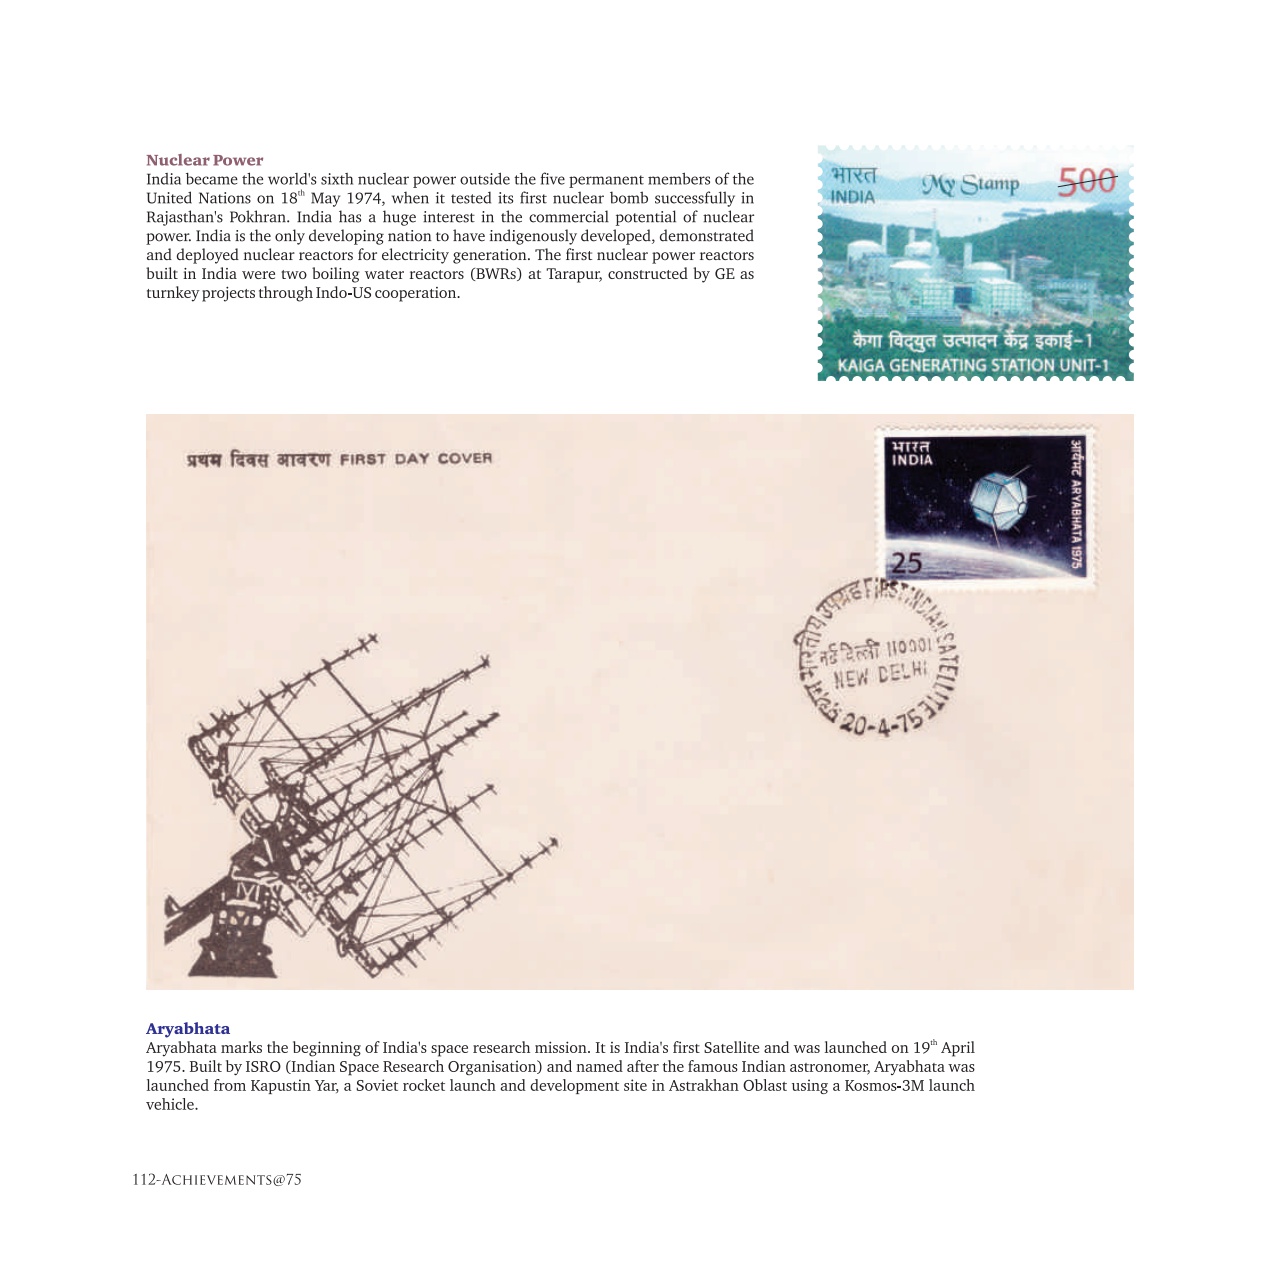 Nuclear Power
India became the world's sixth nuclear power outside the five permanent members of the
United Nations on 18th May 1974, when it tested its first nuclear bomb successfully in
Rajasthan's Pokhran. India has a huge interest in the commercial potential of nuclear
power. India is the only developing nation to have indigenously developed, demonstrated
and deployed nuclear reactors for electricity generation. The first nuclear power reactors
built in India were two boiling water reactors (BWRs) at Tarapur, constructed by GE as
turnkey projects through Indo-US cooperation.
भारत
INDIA
My Stamp
500
कैगा विद्युत उत्पादन केंद्र इकाई-1
KAIGA GENERATING STATION UNIT-1
प्रथम दिवस आवरण FIRST DAY COVER
भारत
INDIA
आर्यभट ARYABHATA 1975
25
भारतीय उपग्रह FIRST INDIAN SATELLITE
नई दिल्ली 110001
NEW DELHI
20-4-75
Aryabhata
Aryabhata marks the beginning of India's space research mission. It is India's first Satellite and was launched on 19th April
1975. Built by ISRO (Indian Space Research Organisation) and named after the famous Indian astronomer, Aryabhata was
launched from Kapustin Yar, a Soviet rocket launch and development site in Astrakhan Oblast using a Kosmos-3M launch
vehicle.
112-Achievements@75